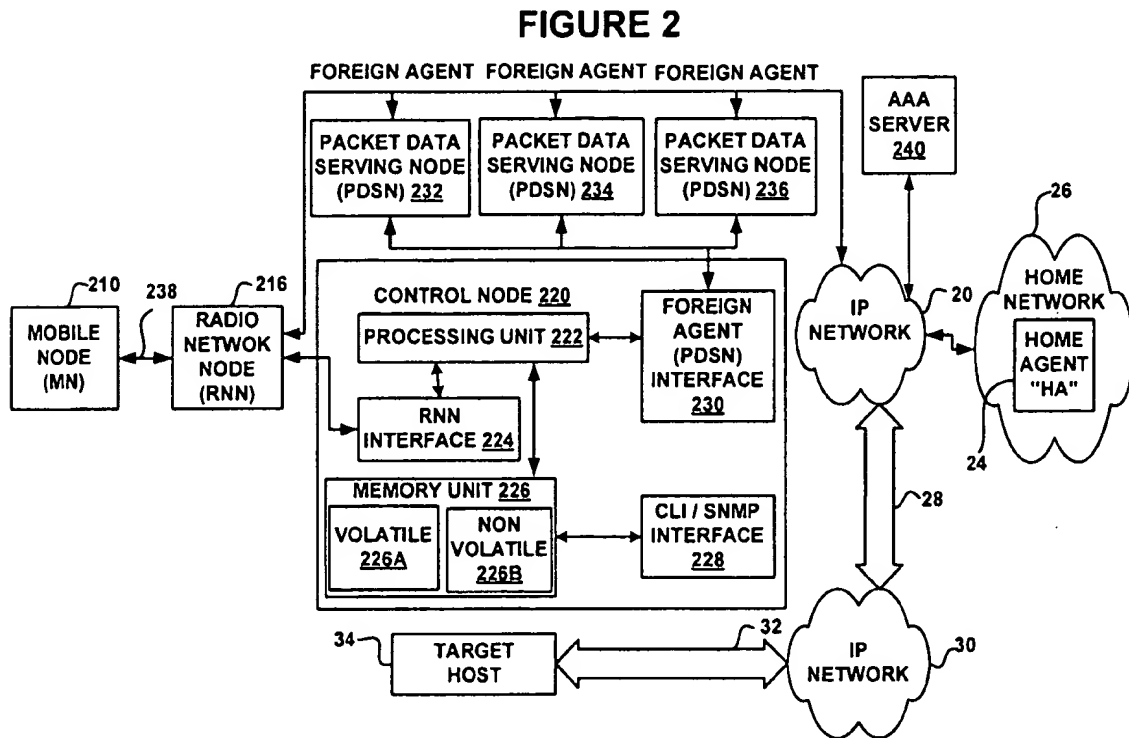 FIGURE 2
FOREIGN AGENT FOREIGN AGENT FOREIGN AGENT
PACKET DATA
SERVING NODE
(PDSN) 232
PACKET DATA
SERVING NODE
(PDSN) 234
PACKET DATA
SERVING NODE
(PDSN) 236
AAA
SERVER
240
26
210
238
216
MOBILE
NODE
(MN)
RADIO
NETWOK
NODE
(RNN)
CONTROL NODE 220
PROCESSING UNIT 222
FOREIGN
AGENT
(PDSN)
INTERFACE
230
RNN
INTERFACE 224
MEMORY UNIT 226
VOLATILE
226A
NON
VOLATILE
226B
CLI / SNMP
INTERFACE
228
IP
NETWORK
20
HOME
NETWORK
HOME
AGENT
"HA"
24
28
34
TARGET
HOST
32
IP
NETWORK
30